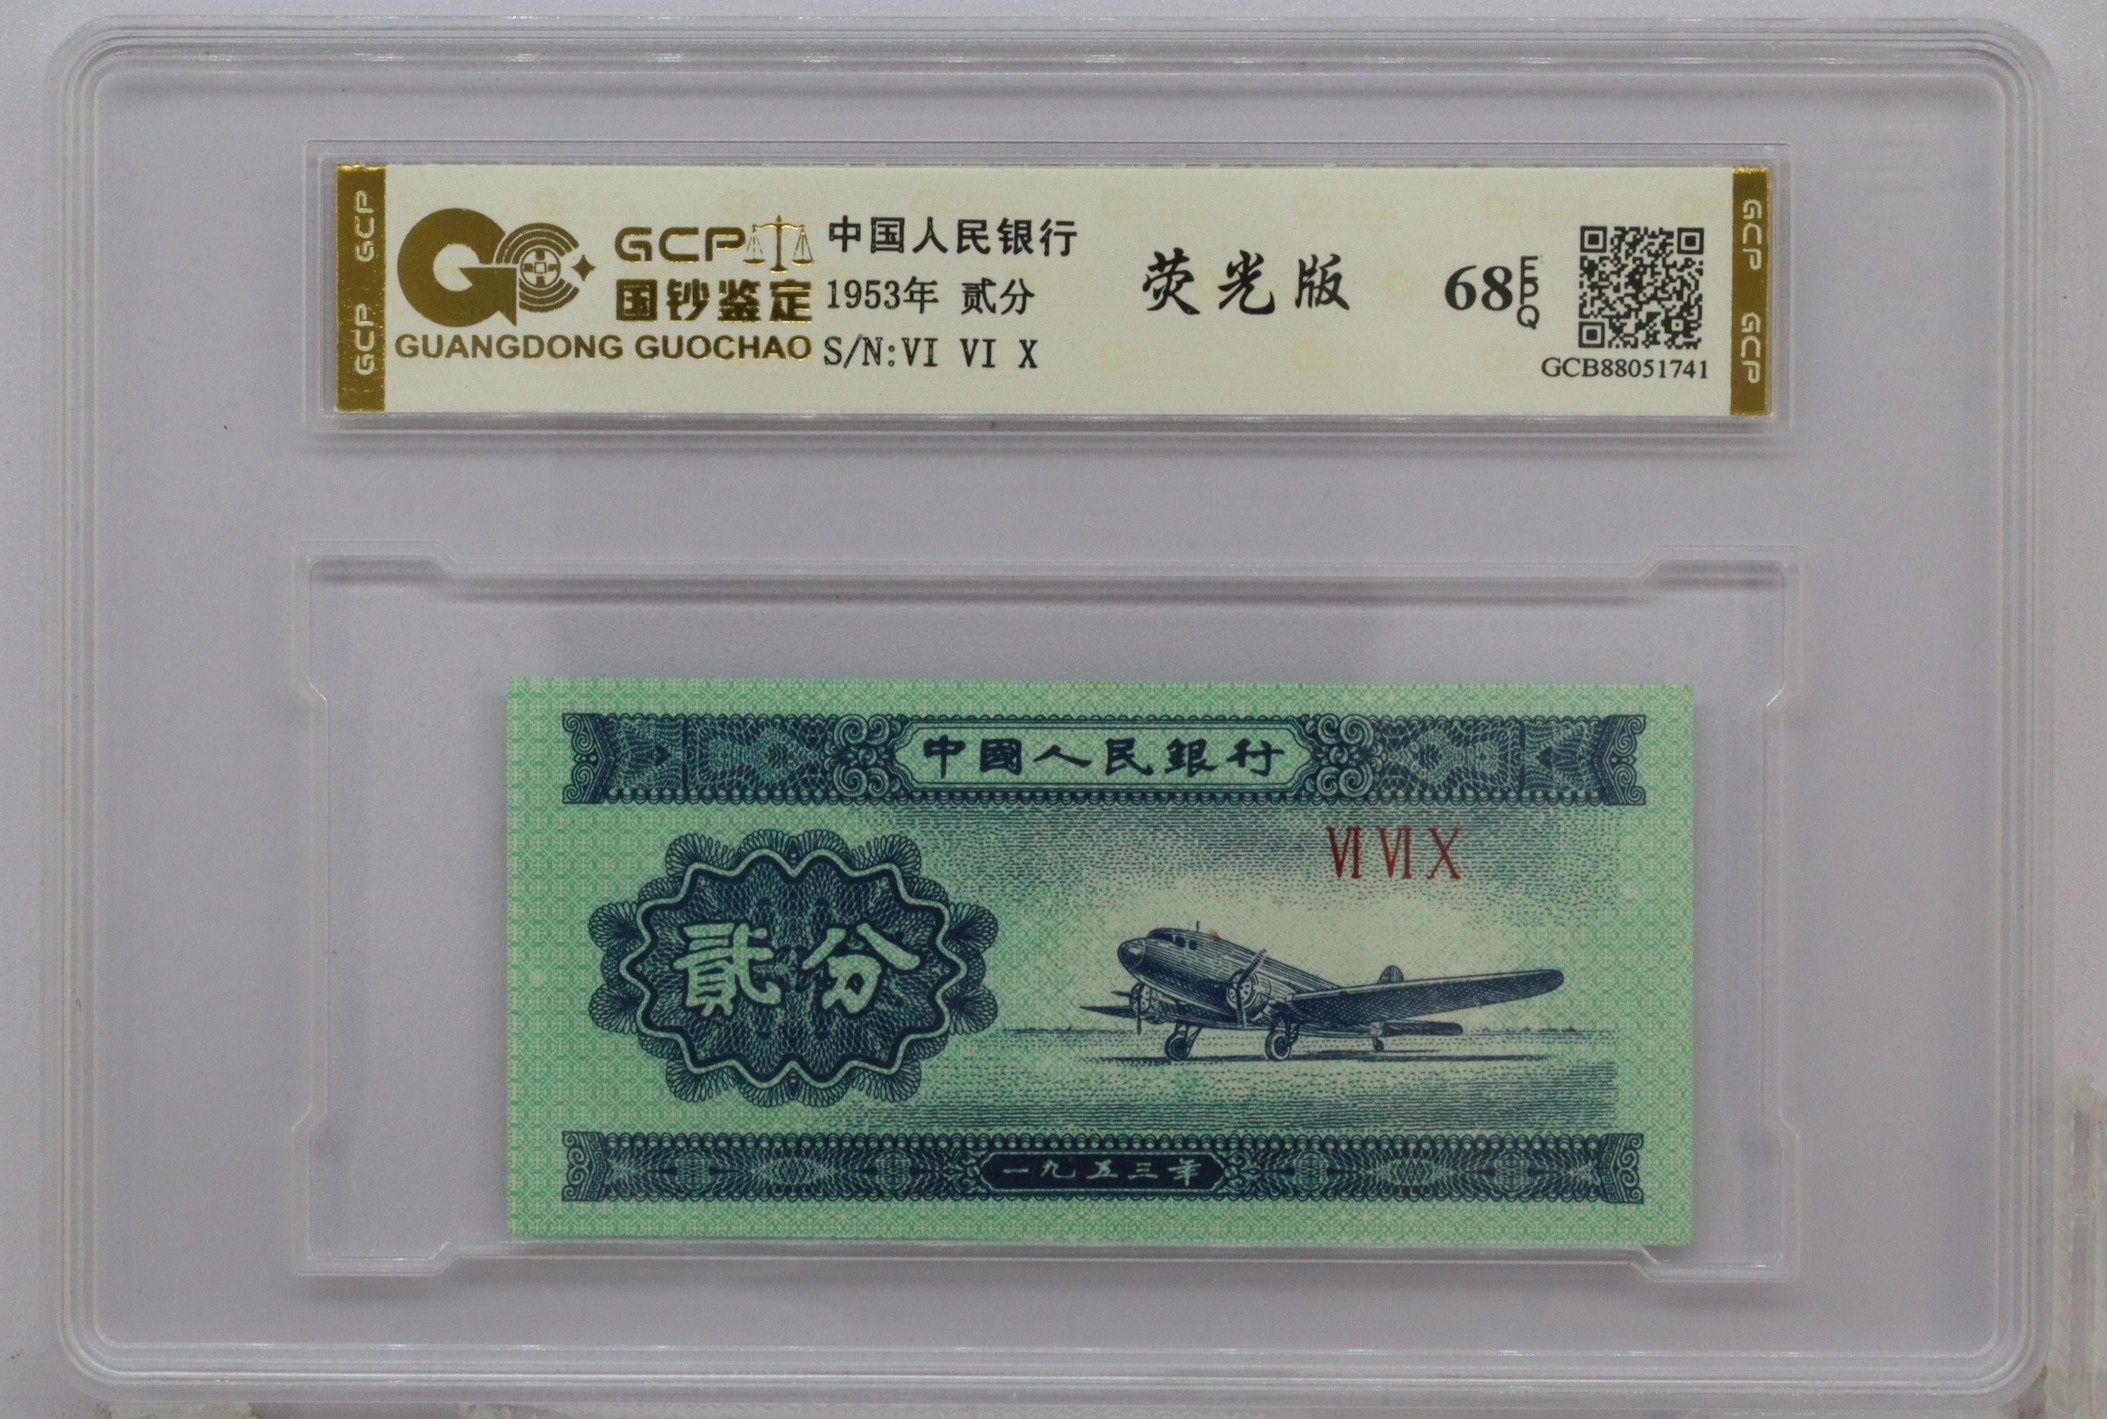 GCP
GCP
GCP
国钞鉴定
GUANGDONG GUOCHAO
中国人民银行
1953年 贰分
S/N:VI VI X
荧光版
68 EPQ
GCB88051741
GCP
GCP
中國人民銀行
VI VI X
貳分
一九五三年